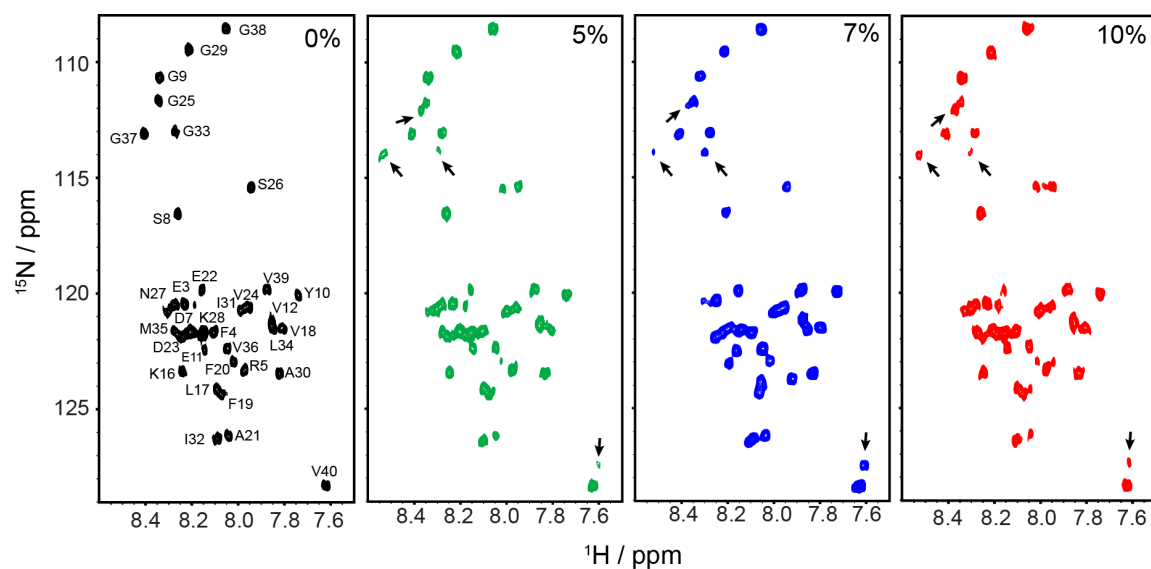 0%
5%
7%
10%
G38
G29
G9
G25
G37
G33
S26
S8
E22
V39
E3
N27
V24
Y10
I31
V12
D7
K28
M35
F4
V18
D23
V36
L34
E11
F20
R5
K16
A30
L17
F19
I32
A21
V40
110
115
120
125
¹⁵N / ppm
8.4 8.2 8.0 7.8 7.6
8.4 8.2 8.0 7.8 7.6
8.4 8.2 8.0 7.8 7.6
8.4 8.2 8.0 7.8 7.6
¹H / ppm